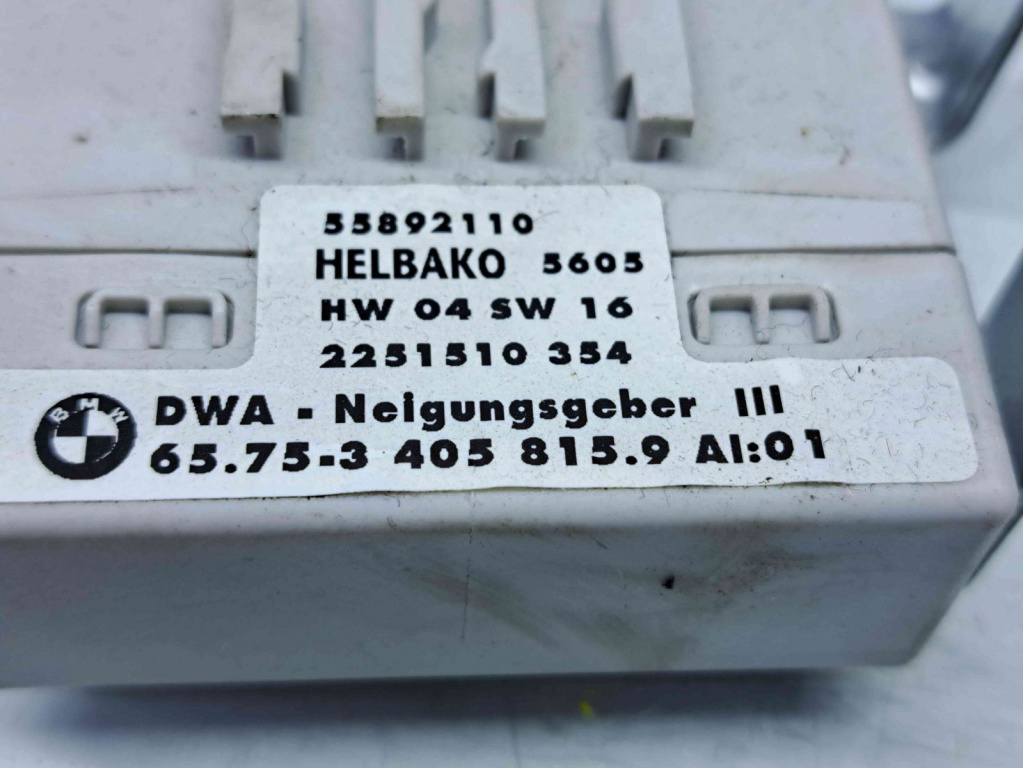 55892110
HELBAKO 5605
HW 04 SW 16
2251510 354
BMW
DWA - Neigungsgeber III
65.75-3 405 815.9 AI:01